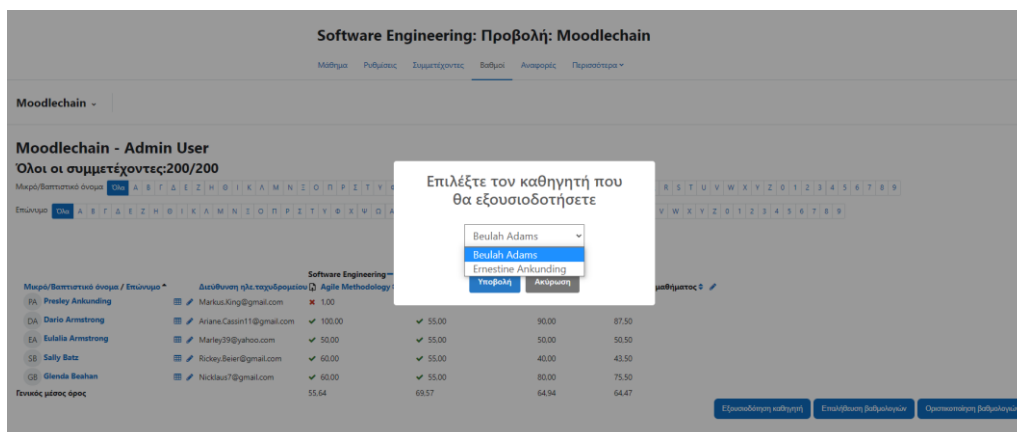 Software Engineering: Προβολή: Moodlechain
Μάθημα Ρυθμίσεις Συμμετέχοντες Βαθμοί Αναφορές Περισσότερα
Moodlechain
Moodlechain - Admin User
Όλοι οι συμμετέχοντες:200/200
Μικρό/Βαπτιστικό όνομα Όλα Α Β Γ Δ Ε Ζ Η Θ Ι Κ Λ Μ Ν Ξ Ο Π Ρ Σ Τ Υ R S T U V W X Y Z 0 1 2 3 4 5 6 7 8 9
Επώνυμο Όλα Α Β Γ Δ Ε Ζ Η Θ Ι Κ Λ Μ Ν Ξ Ο Π Ρ Σ Τ Υ Φ Χ Ψ Ω V W X Y Z 0 1 2 3 4 5 6 7 8 9
Επιλέξτε τον καθηγητή που
θα εξουσιοδοτήσετε
Beulah Adams
Beulah Adams
Ernestine Ankunding
Υποβολή Ακύρωση
Software Engineering
Μικρό/Βαπτιστικό όνομα / Επώνυμο Διεύθυνση ηλε.ταχυδρομείου Agile Methodology μαθήματος
PA Presley Ankunding Markus.King@gmail.com 1,00
DA Dario Armstrong Ariane.Cassin11@gmail.com 100,00 55,00 90,00 87,50
EA Eulalia Armstrong Marley39@yahoo.com 50,00 55,00 50,00 50,50
SB Sally Batz Rickey.Beier@gmail.com 60,00 55,00 40,00 43,50
GB Glenda Beahan Nicklaus7@gmail.com 60,00 55,00 80,00 75,50
Γενικός μέσος όρος 55,64 69,57 64,94 64,47
Εξουσιοδότηση καθηγητή Επαλήθευση βαθμολογιών Οριστικοποίηση βαθμολογιών